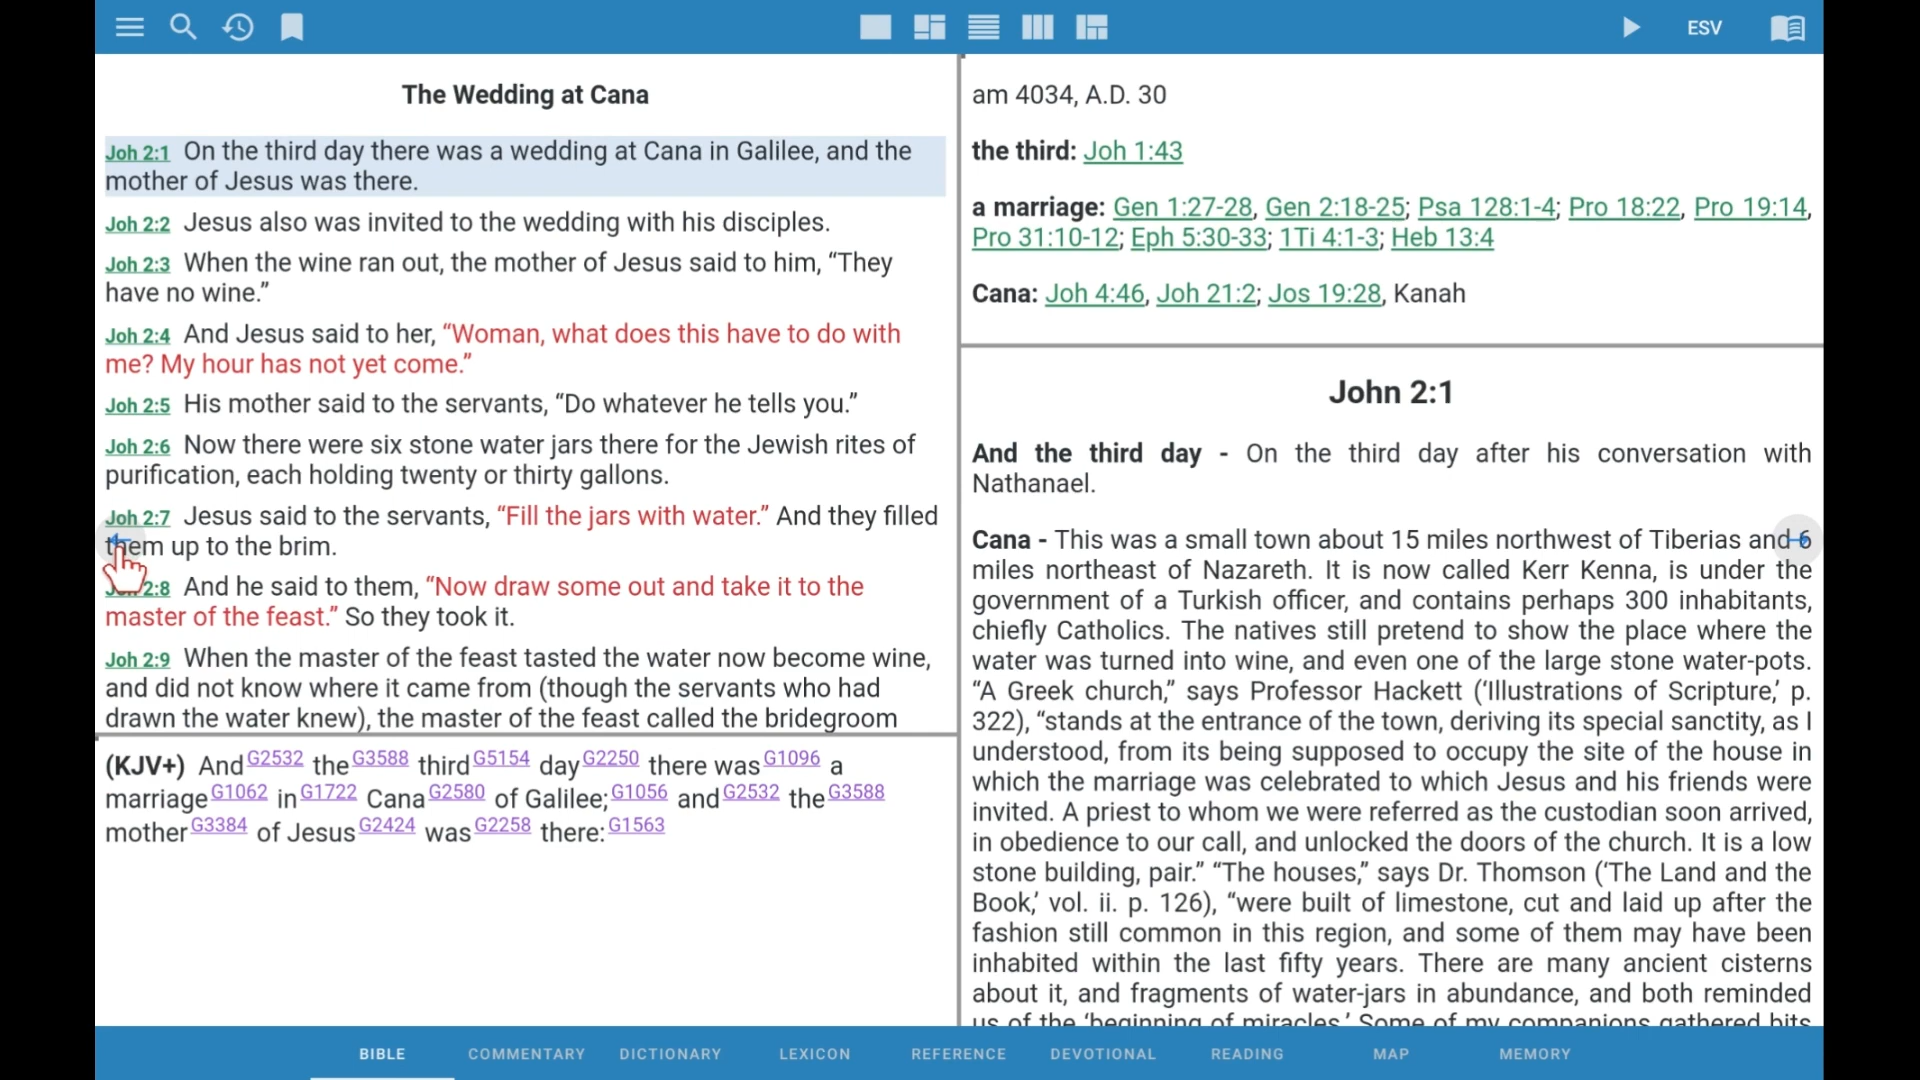 ESV
The Wedding at Cana
Joh 2:1 On the third day there was a wedding at Cana in Galilee, and the
mother of Jesus was there.
Joh 2:2 Jesus also was invited to the wedding with his disciples.
Joh 2:3 When the wine ran out, the mother of Jesus said to him, “They
have no wine.”
Joh 2:4 And Jesus said to her, “Woman, what does this have to do with
me? My hour has not yet come.”
Joh 2:5 His mother said to the servants, “Do whatever he tells you.”
Joh 2:6 Now there were six stone water jars there for the Jewish rites of
purification, each holding twenty or thirty gallons.
Joh 2:7 Jesus said to the servants, “Fill the jars with water.” And they filled
them up to the brim.
Joh 2:8 And he said to them, “Now draw some out and take it to the
master of the feast.” So they took it.
Joh 2:9 When the master of the feast tasted the water now become wine,
and did not know where it came from (though the servants who had
drawn the water knew), the master of the feast called the bridegroom
(KJV+) And G2532 the G3588 third G5154 day G2250 there was G1096 a
marriage G1062 in G1722 Cana G2580 of Galilee; G1056 and G2532 the G3588
mother G3384 of Jesus G2424 was G2258 there: G1563
am 4034, A.D. 30
the third: Joh 1:43
a marriage: Gen 1:27-28, Gen 2:18-25; Psa 128:1-4; Pro 18:22, Pro 19:14,
Pro 31:10-12; Eph 5:30-33; 1Ti 4:1-3; Heb 13:4
Cana: Joh 4:46, Joh 21:2; Jos 19:28, Kanah
John 2:1
And the third day - On the third day after his conversation with
Nathanael.
Cana - This was a small town about 15 miles northwest of Tiberias and 6
miles northeast of Nazareth. It is now called Kerr Kenna, is under the
government of a Turkish officer, and contains perhaps 300 inhabitants,
chiefly Catholics. The natives still pretend to show the place where the
water was turned into wine, and even one of the large stone water-pots.
“A Greek church,” says Professor Hackett (‘Illustrations of Scripture,’ p.
322), “stands at the entrance of the town, deriving its special sanctity, as I
understood, from its being supposed to occupy the site of the house in
which the marriage was celebrated to which Jesus and his friends were
invited. A priest to whom we were referred as the custodian soon arrived,
in obedience to our call, and unlocked the doors of the church. It is a low
stone building, pair.” “The houses,” says Dr. Thomson (‘The Land and the
Book,’ vol. ii. p. 126), “were built of limestone, cut and laid up after the
fashion still common in this region, and some of them may have been
inhabited within the last fifty years. There are many ancient cisterns
about it, and fragments of water-jars in abundance, and both reminded
us of the ‘beginning of miracles.’ Some of my companions gathered bits
BIBLE COMMENTARY DICTIONARY LEXICON REFERENCE DEVOTIONAL READING MAP MEMORY